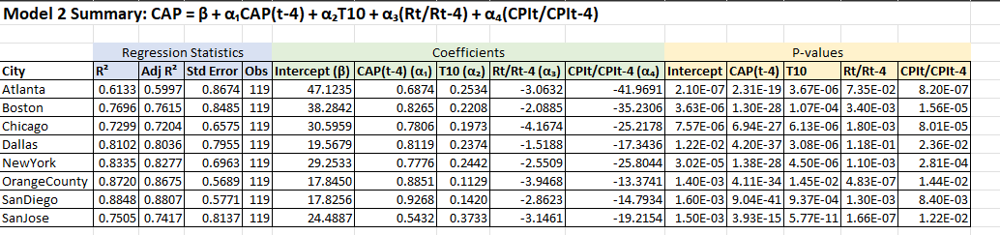 Model 2 Summary: CAP = β + α₁CAP(t-4) + α₂T10 + α₃(Rt/Rt-4) + α₄(CPIt/CPIt-4)
Regression Statistics Coefficients P-values
City R² Adj R² Std Error Obs Intercept (β) CAP(t-4) (α₁) T10 (α₂) Rt/Rt-4 (α₃) CPIt/CPIt-4 (α₄) Intercept CAP(t-4) T10 Rt/Rt-4 CPIt/CPIt-4
Atlanta 0.6133 0.5997 0.8674 119 47.1235 0.6874 0.2534 -3.0632 -41.9691 2.10E-07 2.31E-19 3.67E-06 7.35E-02 8.20E-07
Boston 0.7696 0.7615 0.8485 119 38.2842 0.8265 0.2208 -2.0885 -35.2306 3.63E-06 1.30E-28 1.07E-04 3.40E-03 1.56E-05
Chicago 0.7299 0.7204 0.6575 119 30.5959 0.7806 0.1973 -4.1674 -25.2178 7.57E-06 6.94E-27 6.13E-06 1.80E-03 8.01E-05
Dallas 0.8102 0.8036 0.7955 119 19.5679 0.8119 0.2374 -1.5188 -17.3436 1.22E-02 4.20E-37 3.08E-06 1.18E-01 2.36E-02
NewYork 0.8335 0.8277 0.6963 119 29.2533 0.7776 0.2442 -2.5509 -25.8044 3.02E-05 1.38E-28 4.50E-06 1.10E-03 2.81E-04
OrangeCounty 0.8720 0.8675 0.5689 119 17.8450 0.8851 0.1129 -3.9468 -13.3741 1.40E-03 4.11E-34 1.45E-02 4.83E-07 1.44E-02
SanDiego 0.8848 0.8807 0.5771 119 17.8256 0.9268 0.1420 -2.8623 -14.7934 1.60E-03 9.04E-41 9.37E-04 1.30E-03 8.40E-03
SanJose 0.7505 0.7417 0.8137 119 24.4887 0.5432 0.3733 -3.1461 -19.2154 1.50E-03 3.93E-15 5.77E-11 1.66E-07 1.22E-02